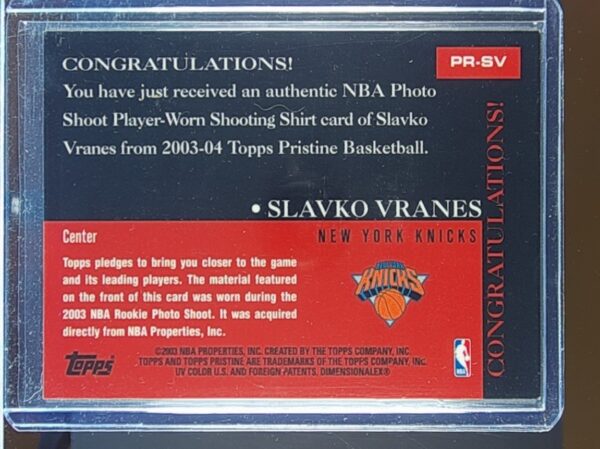 PR-SV
CONGRATULATIONS!
You have just received an authentic NBA Photo
Shoot Player-Worn Shooting Shirt card of Slavko
Vranes from 2003-04 Topps Pristine Basketball.
• SLAVKO VRANES
Center
NEW YORK KNICKS
Topps pledges to bring you closer to the game
and its leading players. The material featured
on the front of this card was worn during the
2003 NBA Rookie Photo Shoot. It was acquired
directly from NBA Properties, Inc.
KNICKS
CONGRATULATIONS!
Topps
©2003 NBA PROPERTIES, INC. CREATED BY THE TOPPS COMPANY, INC.
TOPPS AND TOPPS PRISTINE ARE TRADEMARKS OF THE TOPPS COMPANY, INC.
UV COLOR U.S. AND FOREIGN PATENTS, DIMENSIONALEX®